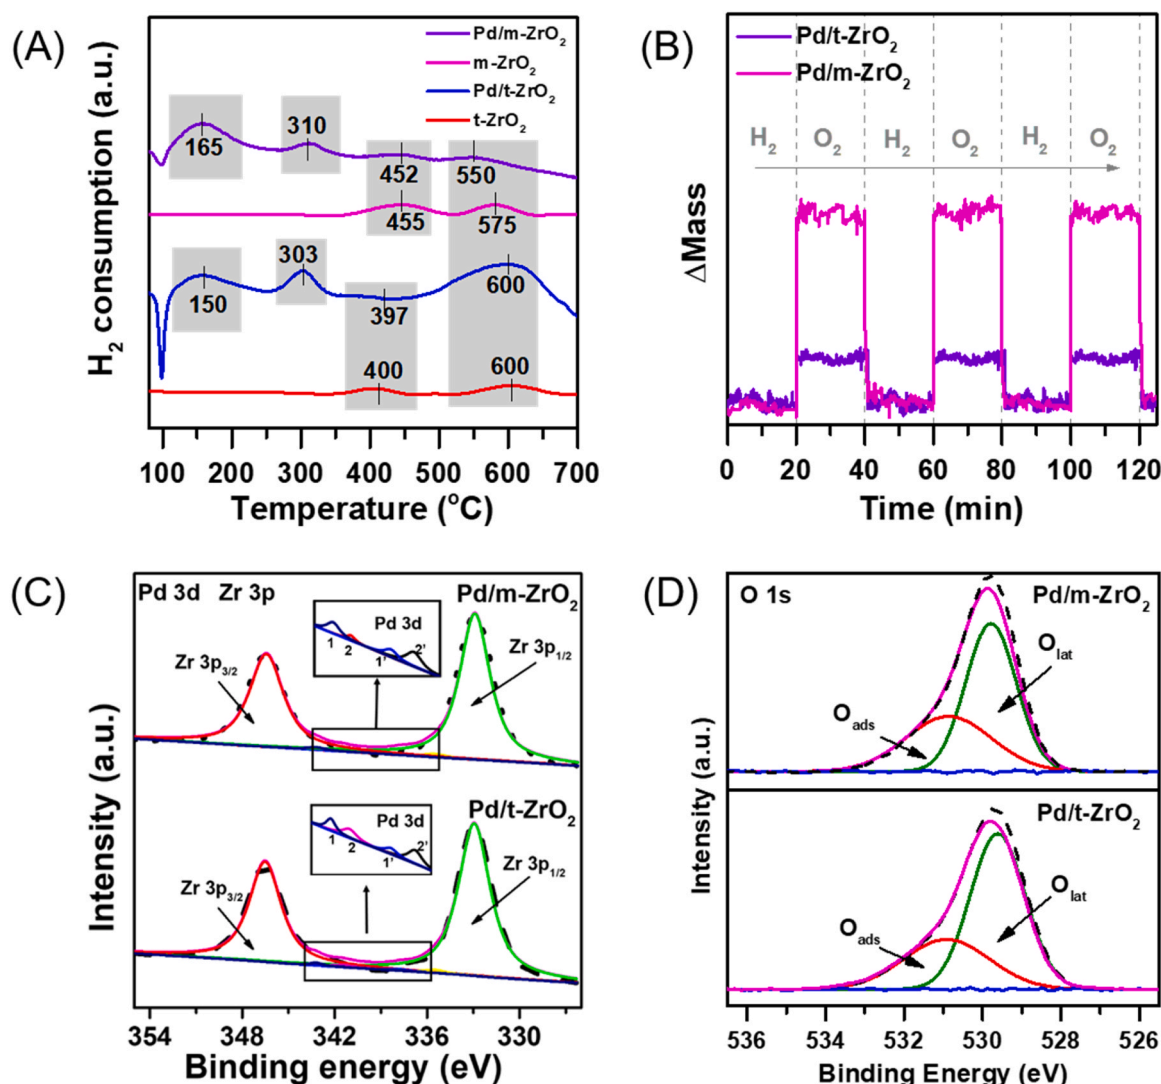 (A)
H₂ consumption (a.u.)
Pd/m-ZrO₂
m-ZrO₂
Pd/t-ZrO₂
t-ZrO₂
165
310
452
550
455
575
150
303
397
600
400
600
100 200 300 400 500 600 700
Temperature (°C)
(B)
ΔMass
Pd/t-ZrO₂
Pd/m-ZrO₂
H₂ O₂ H₂ O₂ H₂ O₂
0 20 40 60 80 100 120
Time (min)
(C)
Intensity (a.u.)
Pd 3d Zr 3p
Pd/m-ZrO₂
Pd 3d
1 2 1' 2'
Zr 3p₃/₂
Zr 3p₁/₂
Pd/t-ZrO₂
Pd 3d
1 2 1' 2'
Zr 3p₃/₂
Zr 3p₁/₂
354 348 342 336 330
Binding energy (eV)
(D)
Intensity (a.u.)
O 1s
Pd/m-ZrO₂
O lat
O ads
Pd/t-ZrO₂
O lat
O ads
536 534 532 530 528 526
Binding Energy (eV)